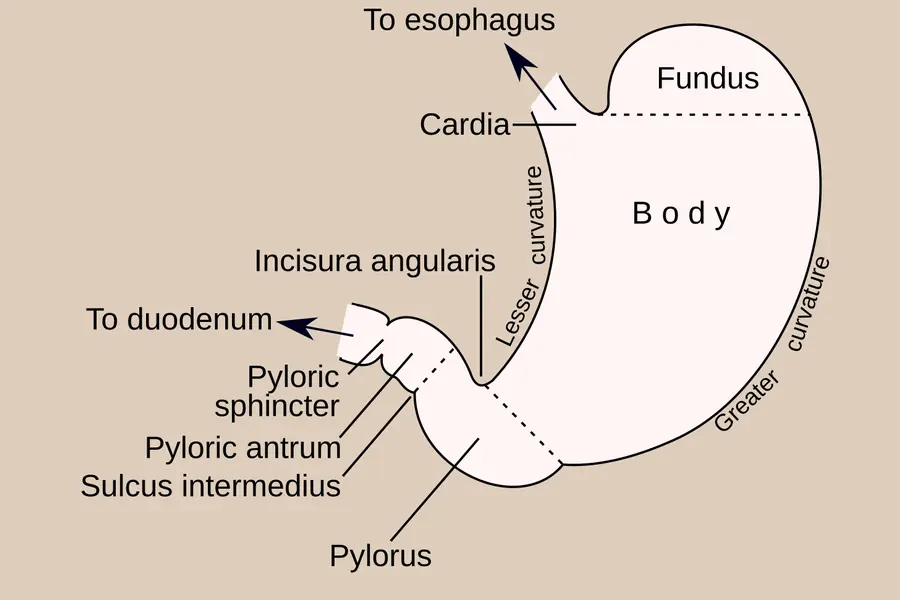 To esophagus
Fundus
Cardia
B o d y
Lesser curvature
Incisura angularis
Greater curvature
To duodenum
Pyloric
sphincter
Pyloric antrum
Sulcus intermedius
Pylorus